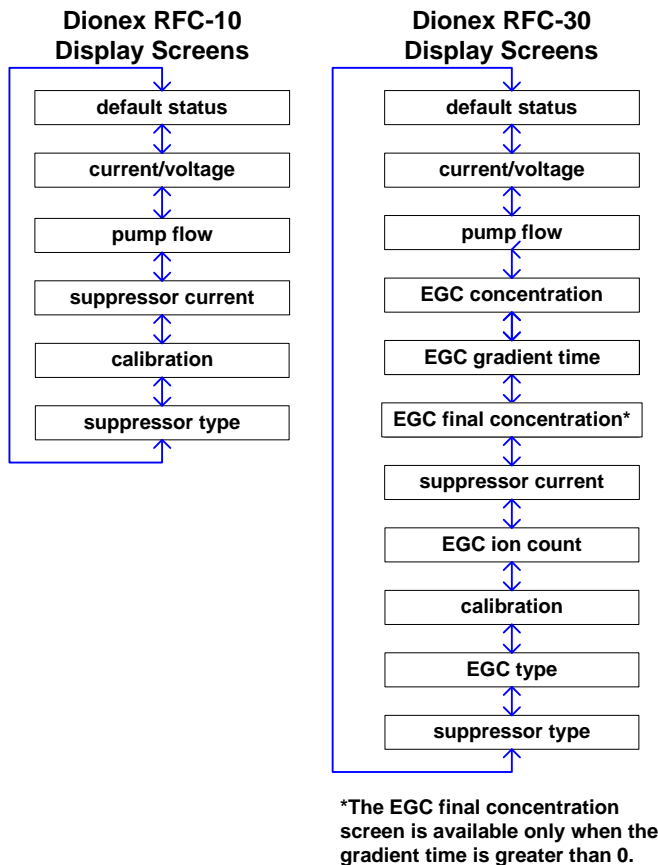 Dionex RFC-10
Display Screens
default status
current/voltage
pump flow
suppressor current
calibration
suppressor type
Dionex RFC-30
Display Screens
default status
current/voltage
pump flow
EGC concentration
EGC gradient time
EGC final concentration*
suppressor current
EGC ion count
calibration
EGC type
suppressor type
*The EGC final concentration
screen is available only when the
gradient time is greater than 0.